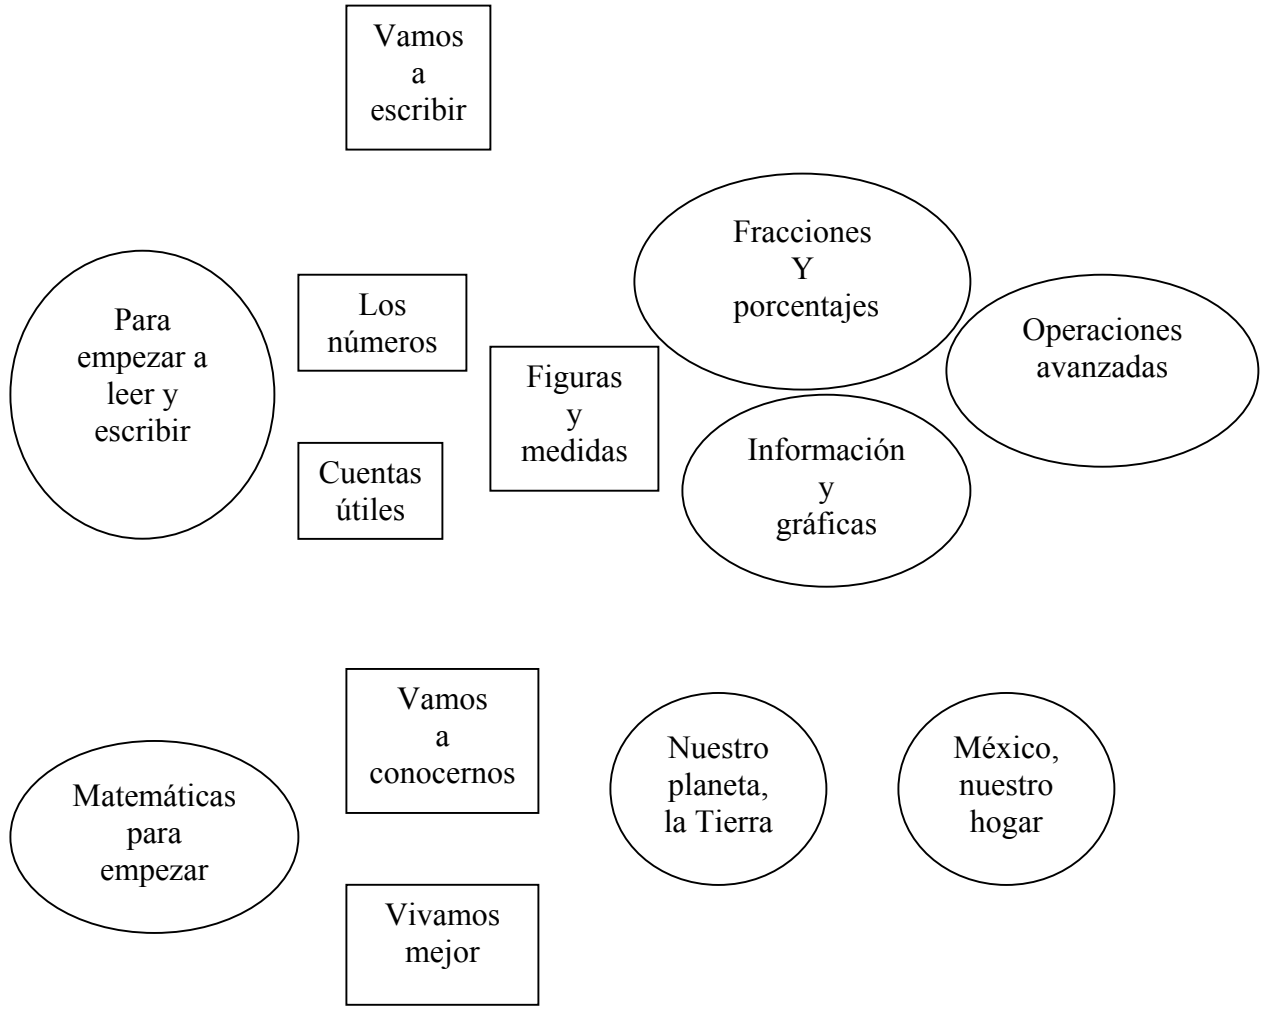 Vamos
a
escribir
Para
empezar a
leer y
escribir
Los
números
Cuentas
útiles
Figuras
y
medidas
Fracciones
Y
porcentajes
Información
y
gráficas
Operaciones
avanzadas
Matemáticas
para
empezar
Vamos
a
conocernos
Vivamos
mejor
Nuestro
planeta,
la Tierra
México,
nuestro
hogar